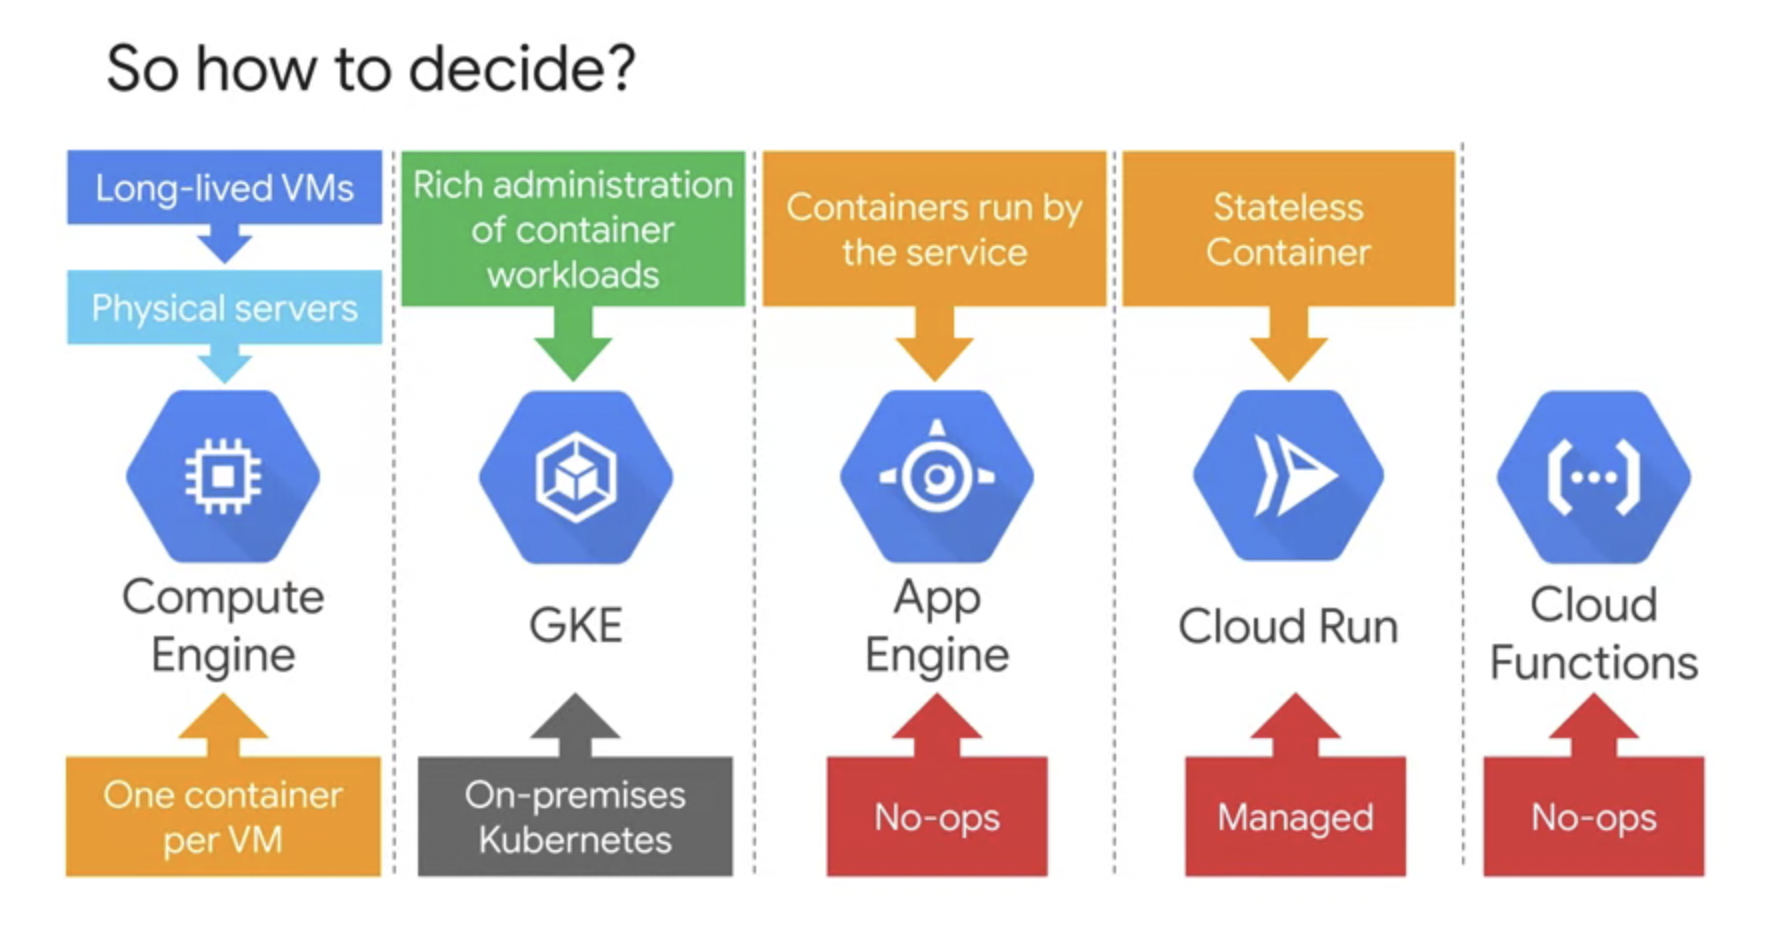 So how to decide?
Long-lived VMs
Physical servers
Compute
Engine
One container
per VM
Rich administration
of container
workloads
GKE
On-premises
Kubernetes
Containers run by
the service
App
Engine
No-ops
Stateless
Container
Cloud Run
Managed
Cloud
Functions
No-ops